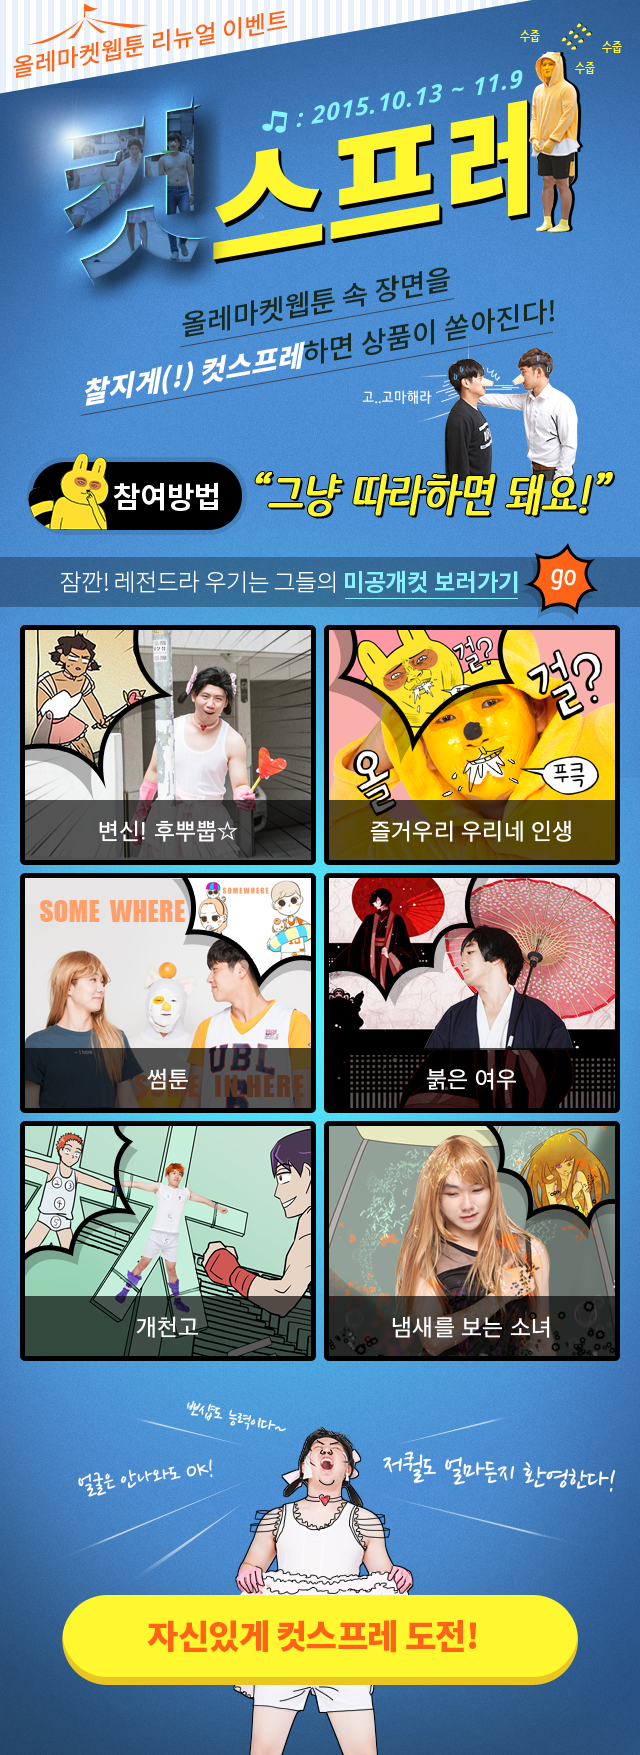 올레마켓웹툰 리뉴얼 이벤트
수줍
수줍
수줍
♫ : 2015.10.13 ~ 11.9
컷스프레
올레마켓웹툰 속 장면을
찰지게(!) 컷스프레하면 상품이 쏟아진다!
고..고마해라
참여방법
“그냥 따라하면 돼요!”
잠깐! 레전드라 우기는 그들의 미공개컷 보러가기
go
변신! 후뿌뿝☆
걸?
걸?
올
푸큭
즐거우리 우리네 인생
SOME WHERE
SOMEWHERE
UBL
SOME IN HERE
썸툰
붉은 여우
개천고
냄새를 보는 소녀
뽀샵도 능력이다~
얼굴은 안나와도 OK!
저퀄도 얼마든지 환영한다!
자신있게 컷스프레 도전!